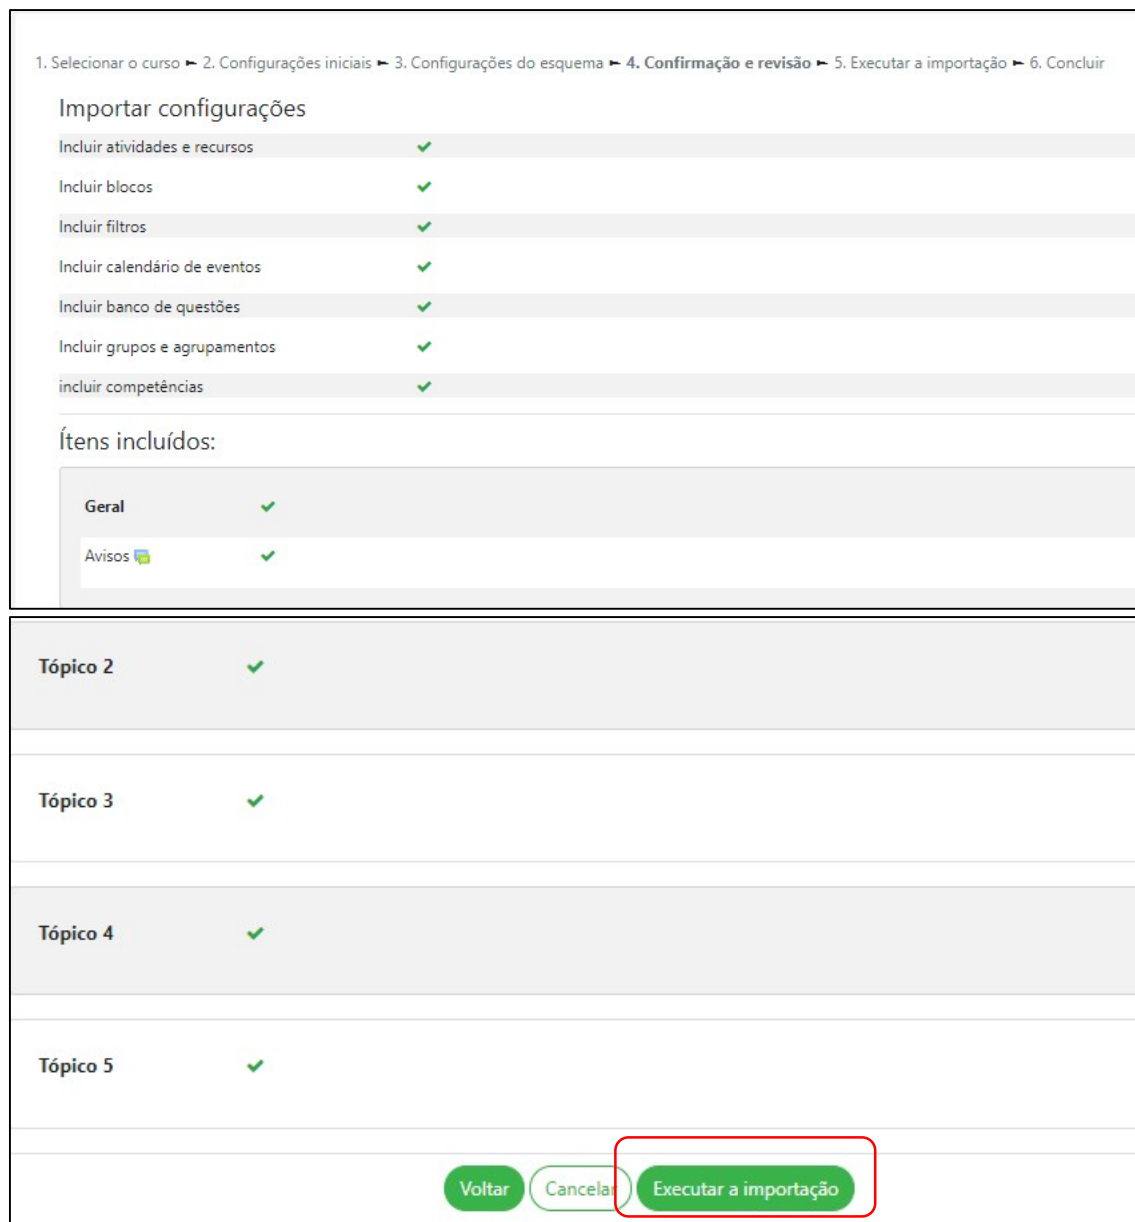 1. Selecionar o curso ► 2. Configurações iniciais ► 3. Configurações do esquema ► 4. Confirmação e revisão ► 5. Executar a importação ► 6. Concluir
Importar configurações
Incluir atividades e recursos
Incluir blocos
Incluir filtros
Incluir calendário de eventos
Incluir banco de questões
Incluir grupos e agrupamentos
incluir competências
Ítens incluídos:
Geral
Avisos
Tópico 2
Tópico 3
Tópico 4
Tópico 5
Voltar Cancelar Executar a importação